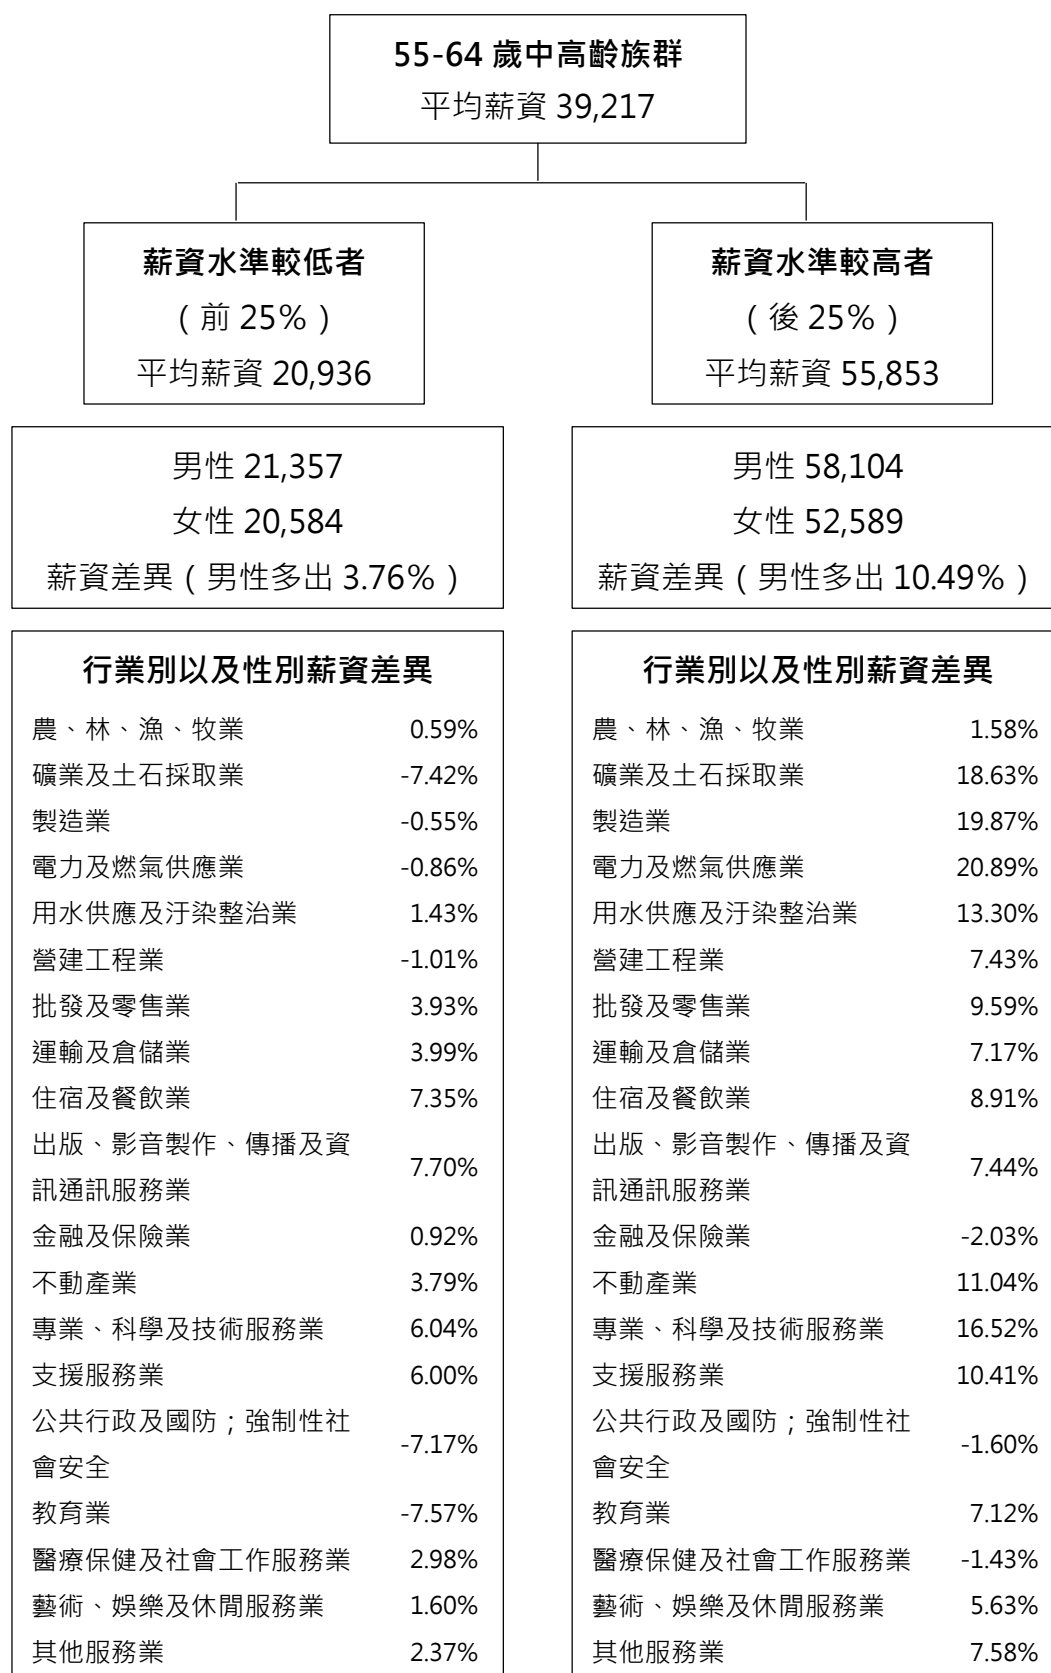 55-64 歲中高齡族群
平均薪資 39,217
薪資水準較低者
（前 25%）
平均薪資 20,936
男性 21,357
女性 20,584
薪資差異（男性多出 3.76%）
行業別以及性別薪資差異
農、林、漁、牧業 0.59%
礦業及土石採取業 -7.42%
製造業 -0.55%
電力及燃氣供應業 -0.86%
用水供應及汙染整治業 1.43%
營建工程業 -1.01%
批發及零售業 3.93%
運輸及倉儲業 3.99%
住宿及餐飲業 7.35%
出版、影音製作、傳播及資
訊通訊服務業 7.70%
金融及保險業 0.92%
不動產業 3.79%
專業、科學及技術服務業 6.04%
支援服務業 6.00%
公共行政及國防；強制性社
會安全 -7.17%
教育業 -7.57%
醫療保健及社會工作服務業 2.98%
藝術、娛樂及休閒服務業 1.60%
其他服務業 2.37%
薪資水準較高者
（後 25%）
平均薪資 55,853
男性 58,104
女性 52,589
薪資差異（男性多出 10.49%）
行業別以及性別薪資差異
農、林、漁、牧業 1.58%
礦業及土石採取業 18.63%
製造業 19.87%
電力及燃氣供應業 20.89%
用水供應及汙染整治業 13.30%
營建工程業 7.43%
批發及零售業 9.59%
運輸及倉儲業 7.17%
住宿及餐飲業 8.91%
出版、影音製作、傳播及資
訊通訊服務業 7.44%
金融及保險業 -2.03%
不動產業 11.04%
專業、科學及技術服務業 16.52%
支援服務業 10.41%
公共行政及國防；強制性社
會安全 -1.60%
教育業 7.12%
醫療保健及社會工作服務業 -1.43%
藝術、娛樂及休閒服務業 5.63%
其他服務業 7.58%